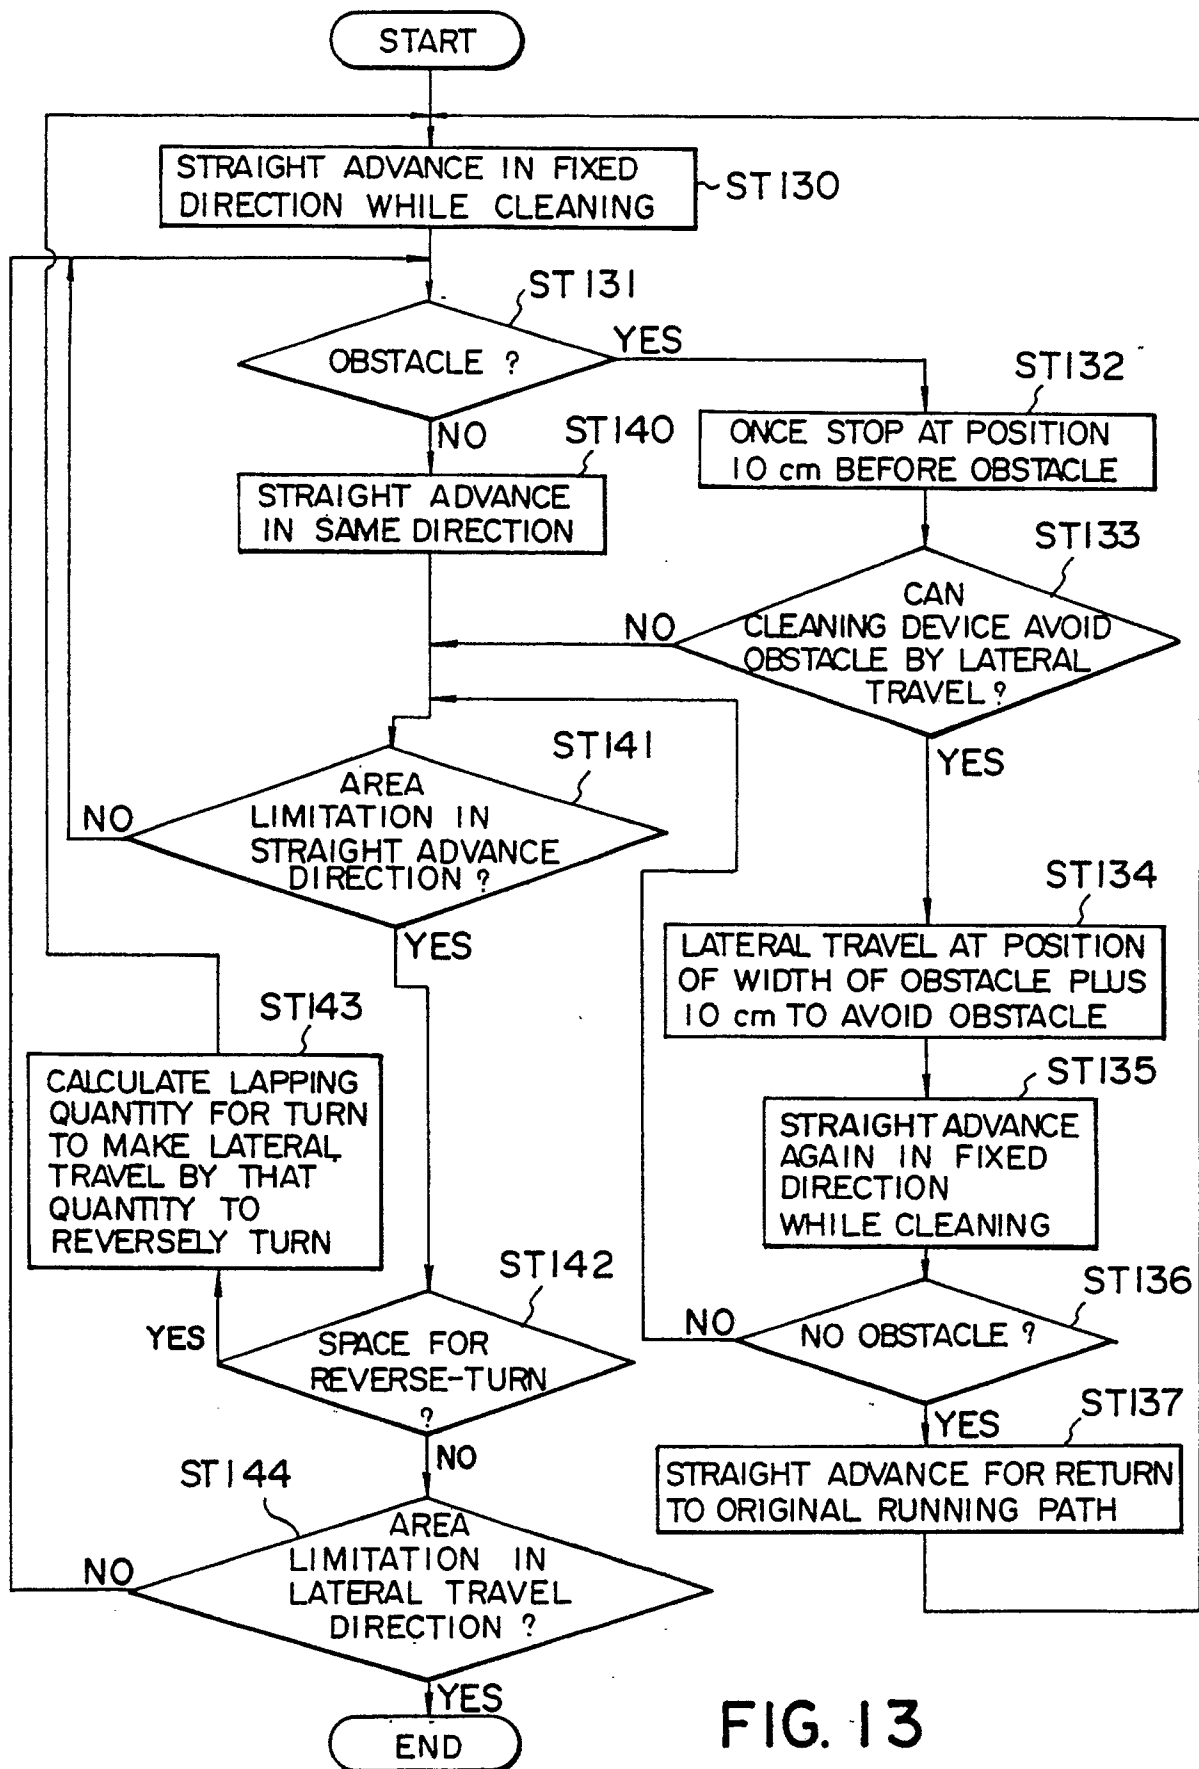 START
STRAIGHT ADVANCE IN FIXED
DIRECTION WHILE CLEANING
ST130
ST131
OBSTACLE ?
YES
NO
ST132
ONCE STOP AT POSITION
10 cm BEFORE OBSTACLE
ST140
STRAIGHT ADVANCE
IN SAME DIRECTION
ST133
CAN
CLEANING DEVICE AVOID
OBSTACLE BY LATERAL
TRAVEL ?
NO
YES
ST141
AREA
LIMITATION IN
STRAIGHT ADVANCE
DIRECTION ?
NO
YES
ST134
LATERAL TRAVEL AT POSITION
OF WIDTH OF OBSTACLE PLUS
10 cm TO AVOID OBSTACLE
ST143
CALCULATE LAPPING
QUANTITY FOR TURN
TO MAKE LATERAL
TRAVEL BY THAT
QUANTITY TO
REVERSELY TURN
ST135
STRAIGHT ADVANCE
AGAIN IN FIXED
DIRECTION
WHILE CLEANING
ST142
SPACE FOR
REVERSE-TURN
?
YES
NO
ST136
NO OBSTACLE ?
NO
YES
ST137
STRAIGHT ADVANCE FOR RETURN
TO ORIGINAL RUNNING PATH
ST144
AREA
LIMITATION IN
LATERAL TRAVEL
DIRECTION ?
NO
YES
END
FIG. 13